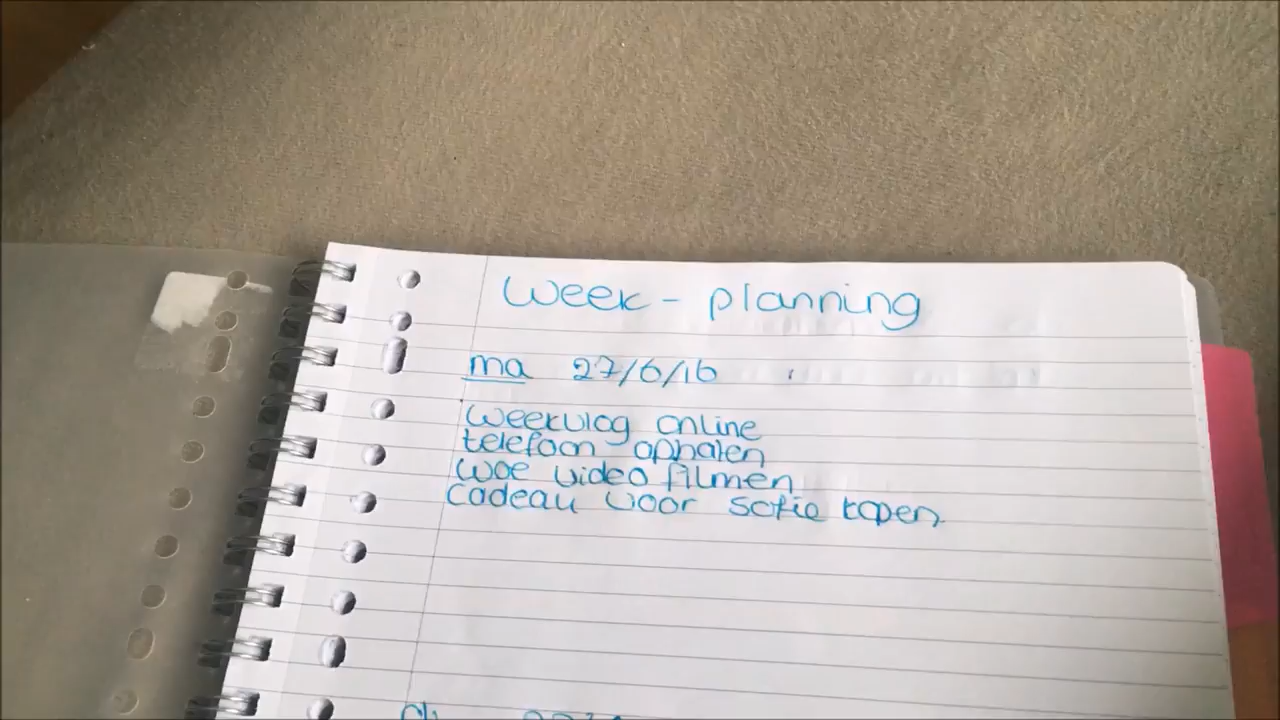 week - planning
ma 27/6/16
weekvlog online
telefoon ophalen
woe video filmen
cadeau voor sofie kopen